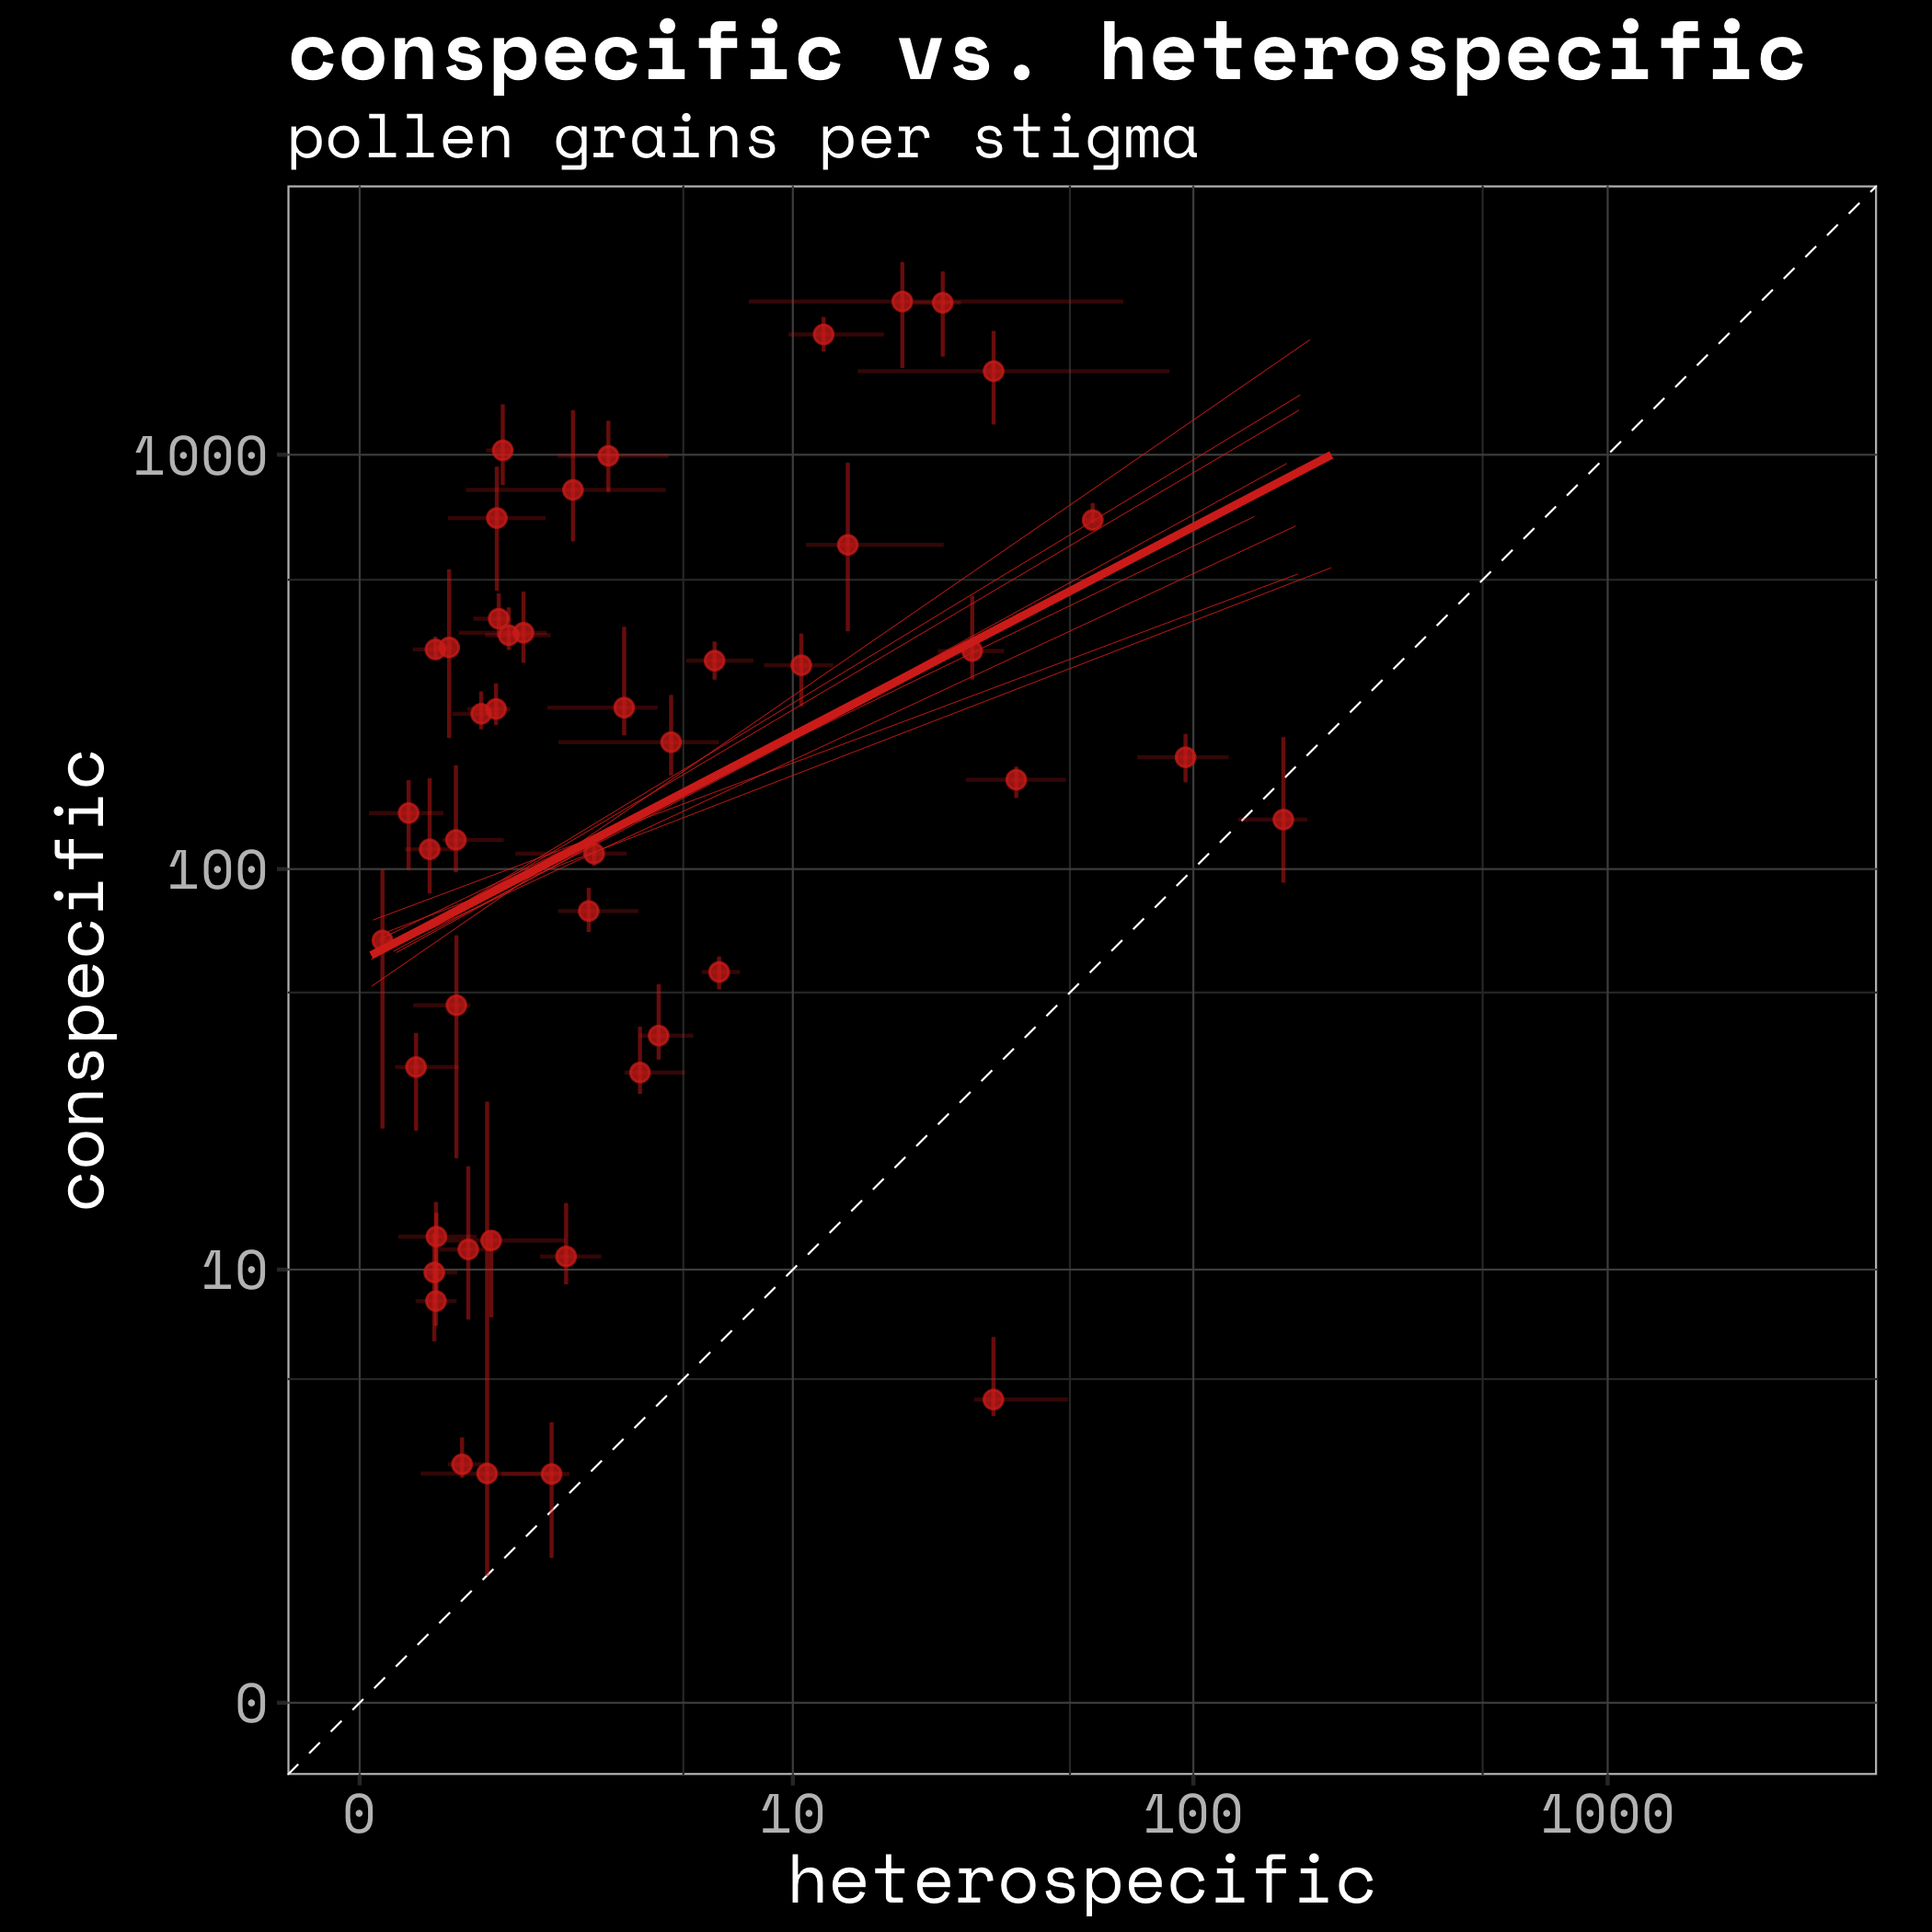 conspecific vs. heterospecific
pollen grains per stigma
conspecific
1000
100
10
0
0 10 100 1000
heterospecific